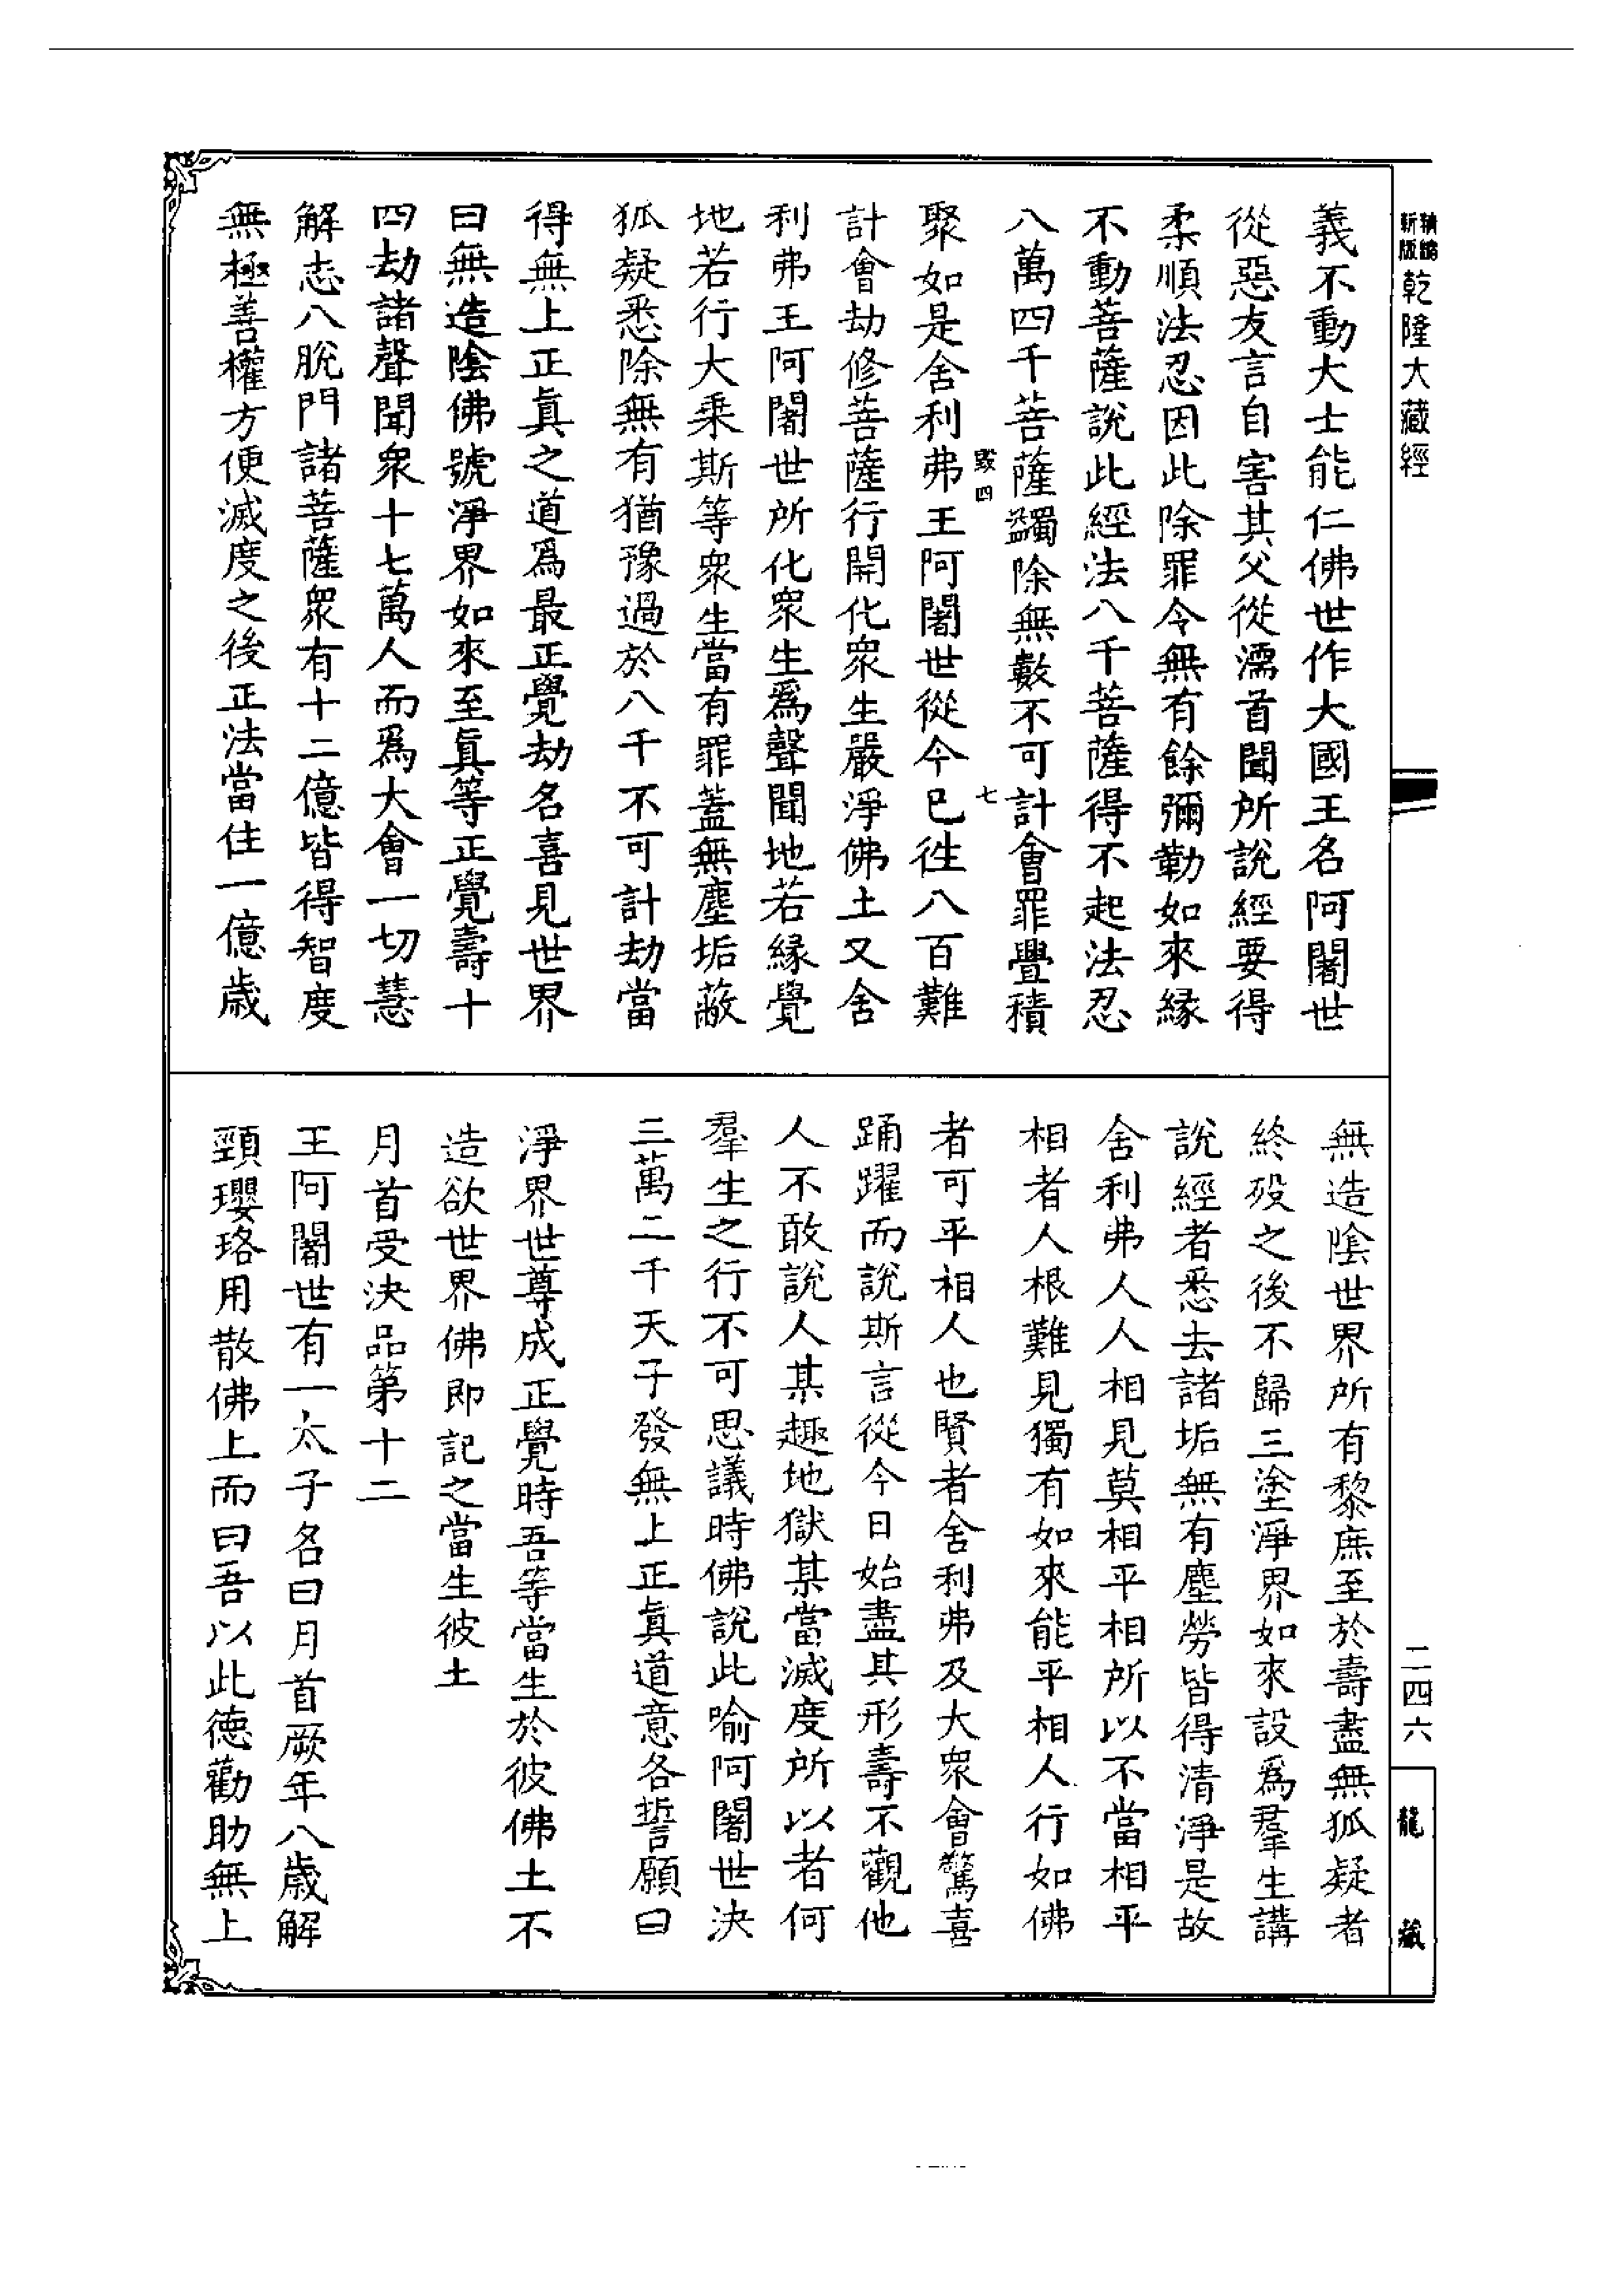 精編新版乾隆大藏經
義不動大士能仁佛世作大國王名阿闍世
從惡友言自害其父從濡首聞所說經要得
柔順法忍因此除罪令無有餘彌勒如來緣
不動菩薩說此經法八千菩薩得不起法忍
八萬四千菩薩蠲除無數不可計會罪舋積
毀四 七
聚如是舍利弗王阿闍世從今已徃八百難
計會劫修菩薩行開化衆生嚴淨佛土又舍
利弗王阿闍世所化衆生爲聲聞地若緣覺
地若行大乘斯等衆生當有罪蓋無塵垢蔽
狐疑悉除無有猶豫過於八千不可計劫當
得無上正眞之道爲最正覺劫名喜見世界
曰無造陰佛號淨界如來至眞等正覺壽十
四劫諸聲聞衆十七萬人而爲大會一切慧
解志八脫門諸菩薩衆有十二億皆得智度
無極善權方便滅度之後正法當住一億歲
無造陰世界所有黎庶至於壽盡無狐疑者
終歿之後不歸三塗淨界如來設爲羣生講
說經者悉去諸垢無有塵勞皆得清淨是故
舍利弗人人相見莫相平相所以不當相平
相者人根難見獨有如來能平相人行如佛
者可平相人也賢者舍利弗及大衆會驚喜
踊躍而說斯言從今日始盡其形壽不觀他
人不敢說人某趣地獄某當滅度所以者何
羣生之行不可思議時佛說此喻阿闍世決
三萬二千天子發無上正眞道意各誓願曰
淨界世尊成正覺時吾等當生於彼佛土不
造欲世界佛即記之當生彼土
月首受決品第十二
王阿闍世有一太子名曰月首厥年八歲解
頸瓔珞用散佛上而曰吾以此德勸助無上
二四六
龍藏